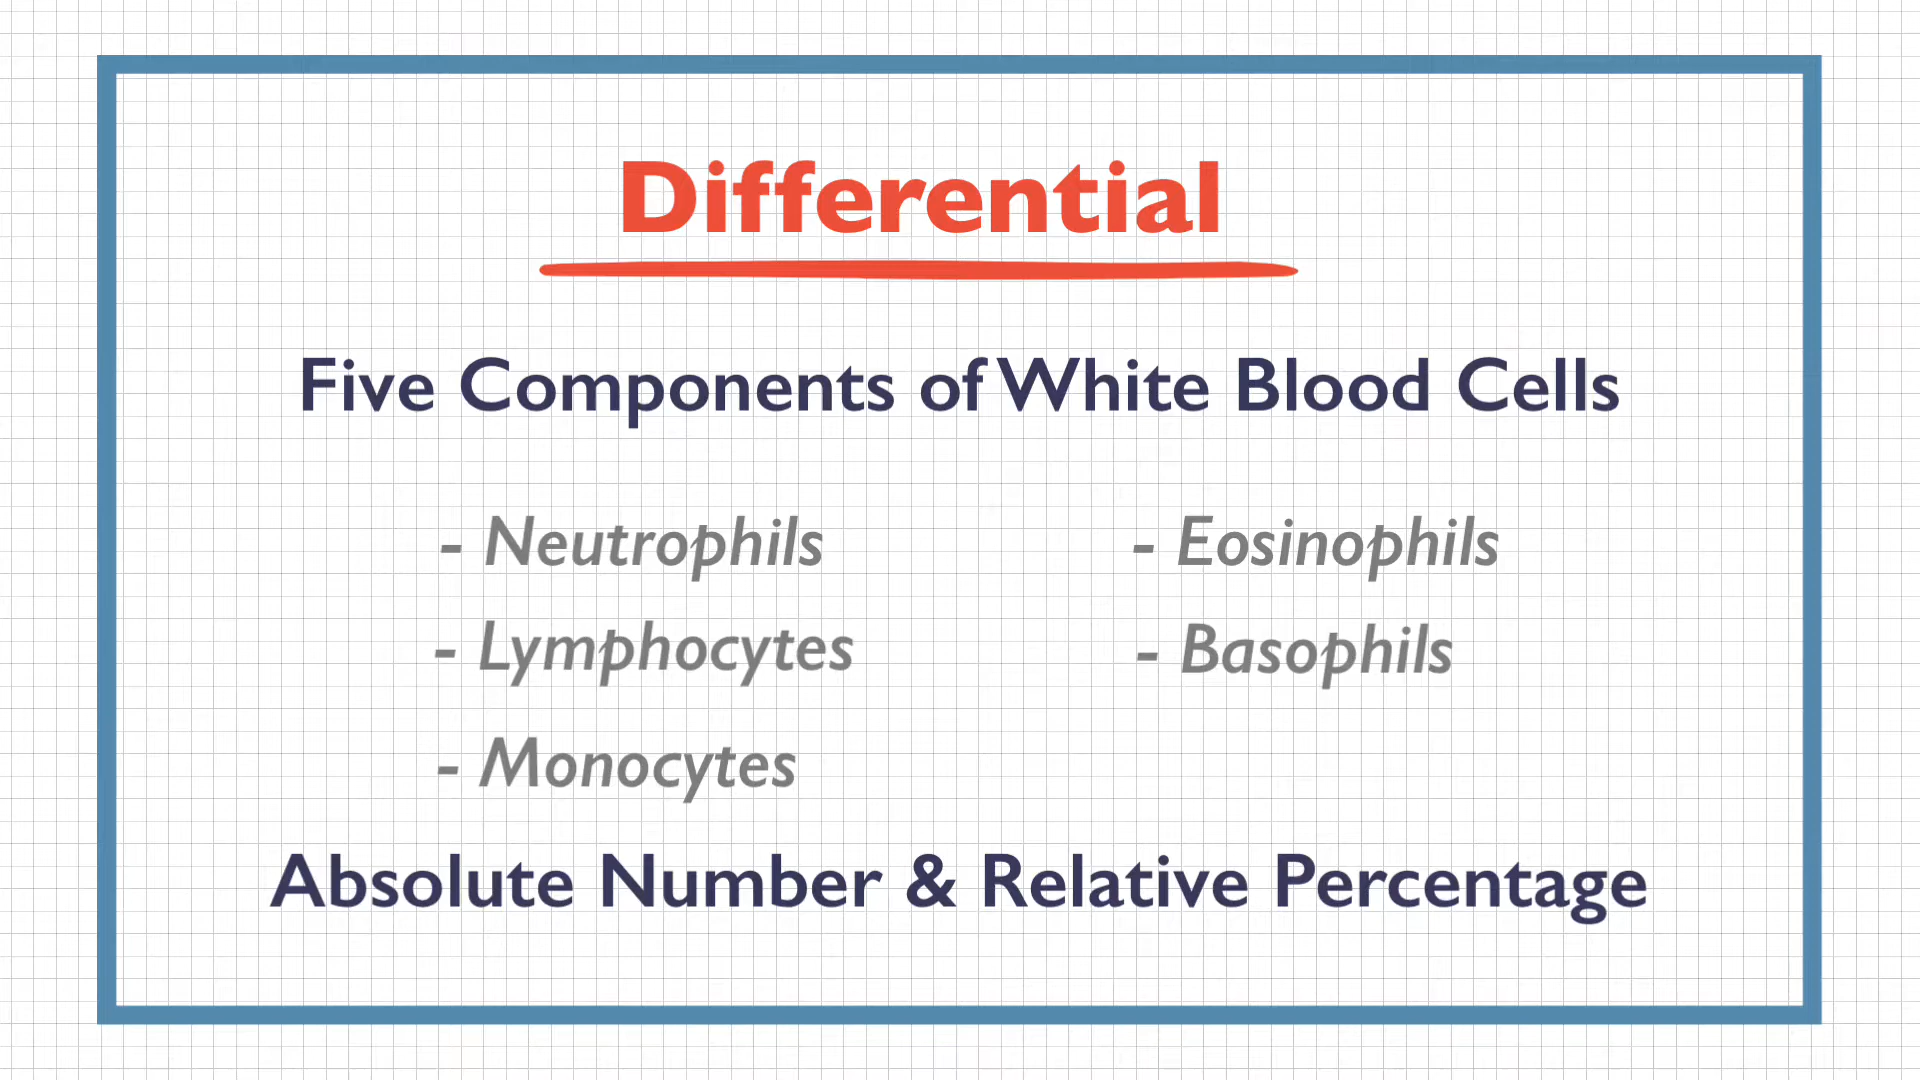 Differential
Five Components of White Blood Cells
- Neutrophils
- Lymphocytes
- Monocytes
- Eosinophils
- Basophils
Absolute Number & Relative Percentage